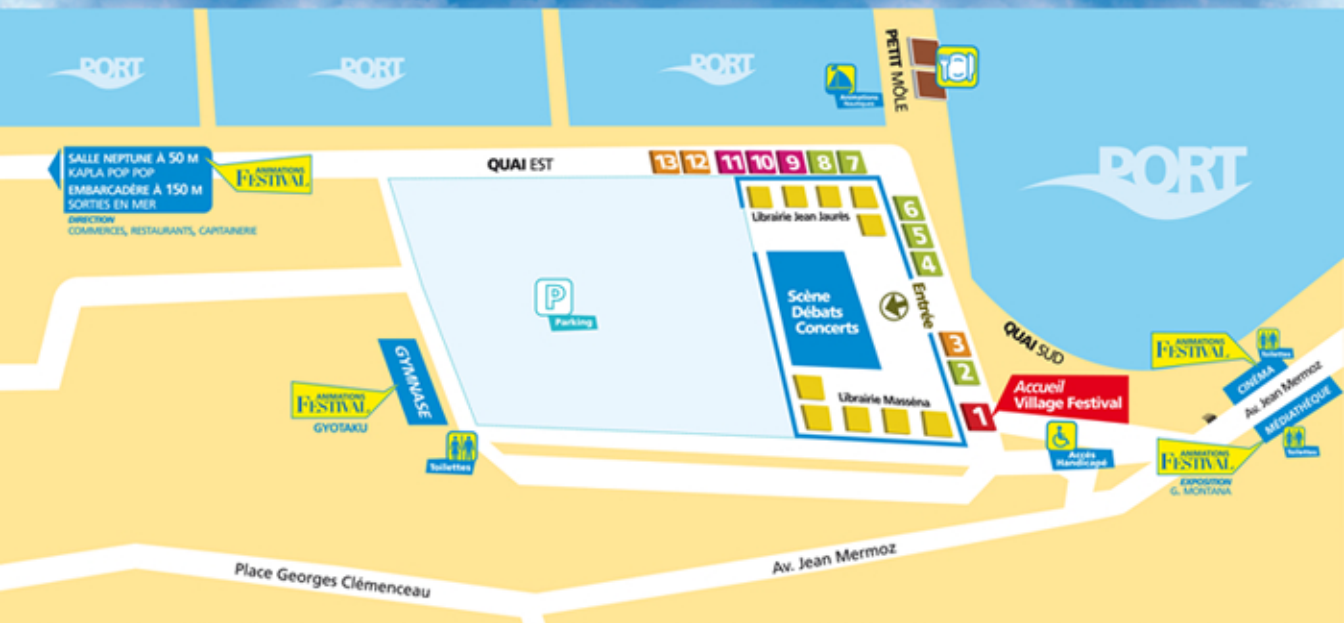 PORT
PORT
PORT
PETIT MÔLE
Animations
Nautiques
PORT
SALLE NEPTUNE À 50 M
KAPLA POP POP
EMBARCADÈRE À 150 M
SORTIES EN MER
DIRECTION
COMMERCES, RESTAURANTS, CAPITAINERIE
ANIMATIONS
FESTIVAL
QUAI EST
13 12 11 10 9 8 7
Librairie Jean Jaurès
6
5
4
Entrée
Scène
Débats
Concerts
P
Parking
3
2
1
QUAI SUD
Accueil
Village Festival
Librairie Masséna
GYMNASE
ANIMATIONS
FESTIVAL
GYOTAKU
Toilettes
Accès
Handicapé
ANIMATIONS
FESTIVAL
Toilettes
CINÉMA
Av. Jean Mermoz
MÉDIATHÈQUE
Toilettes
ANIMATIONS
FESTIVAL
EXPOSITION
G. MONTANA
Place Georges Clémenceau
Av. Jean Mermoz